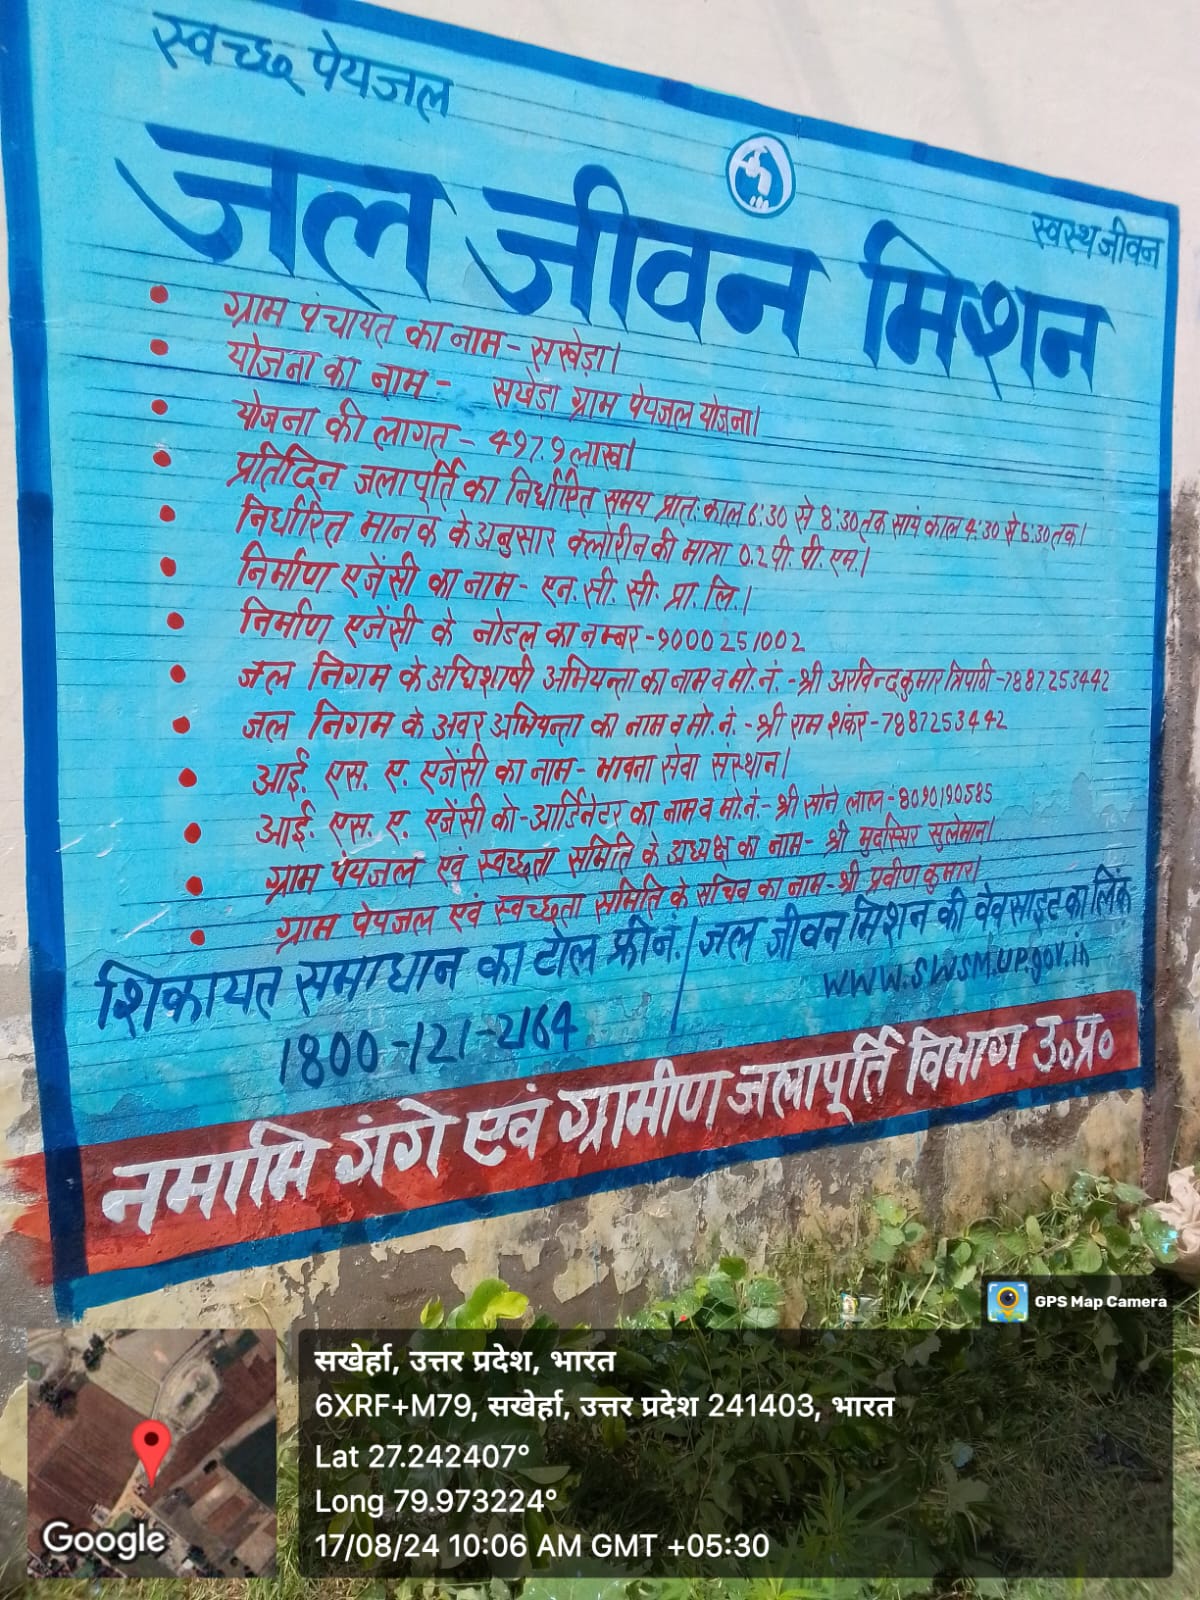 स्वच्छ पेयजल
स्वस्थ जीवन
जल जीवन मिशन
• ग्राम पंचायत का नाम - सखेड़ा।
• योजना का नाम - सखेडा ग्राम पेयजल योजना।
• योजना की लागत - 497.9 लाख।
• प्रतिदिन जलापूर्ति का निर्धारित समय प्रातः काल 6:30 से 8:30 तक सायं काल 4:30 से 6:30 तक।
• निर्धारित मानक के अनुसार क्लोरीन की मात्रा 0.2 पी. पी. एम.।
• निर्माण एजेंसी का नाम - एन. सी. सी. प्रा. लि.।
• निर्माण एजेंसी के नोडल का नम्बर - 9000251002
• जल निगम के अधिशाषी अभियन्ता का नाम व मो. नं. - श्री अरविन्द कुमार त्रिपाठी - 7887253442
• जल निगम के अवर अभियन्ता का नाम व मो. नं. - श्री राम शंकर - 7887253442
• आई. एस. ए. एजेंसी का नाम - भावना सेवा संस्थान।
• आई. एस. ए. एजेंसी को-आर्डिनेटर का नाम व मो. नं. - श्री सोने लाल - 8090190585
• ग्राम पेयजल एवं स्वच्छता समिति के अध्यक्ष का नाम - श्री मुदस्सिर सुलेमान।
• ग्राम पेयजल एवं स्वच्छता समिति के सचिव का नाम - श्री प्रवीण कुमार।
शिकायत समाधान का टोल फ्री नं. / जल जीवन मिशन की वेवसाइट का लिंक
1800-121-2164 www.SWSM.UP.gov.in
नमामि गंगे एवं ग्रामीण जलापूर्ति विभाग उ० प्र०
GPS Map Camera
सखेर्हा, उत्तर प्रदेश, भारत
6XRF+M79, सखेर्हा, उत्तर प्रदेश 241403, भारत
Lat 27.242407°
Long 79.973224°
17/08/24 10:06 AM GMT +05:30
Google